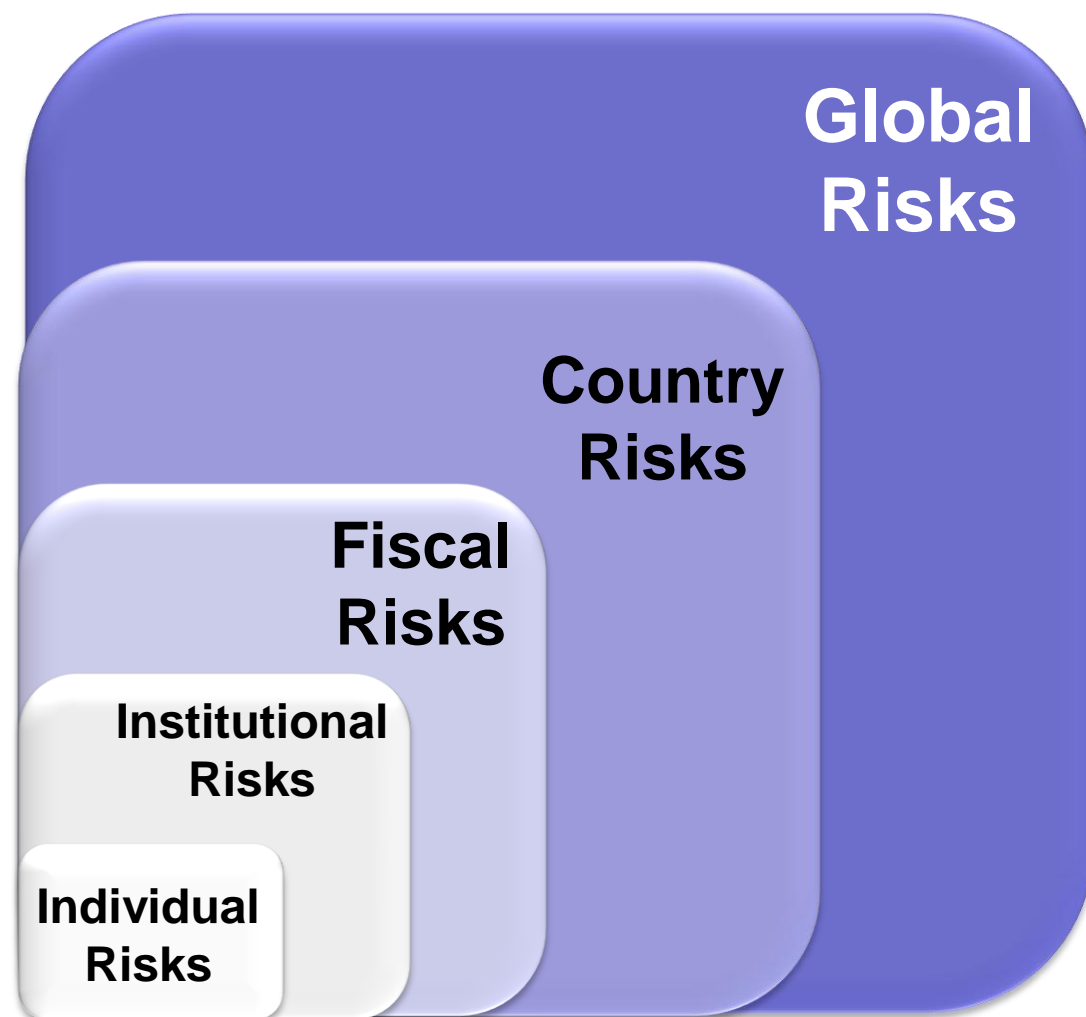 Global
Risks
Country
Risks
Fiscal
Risks
Institutional
Risks
Individual
Risks